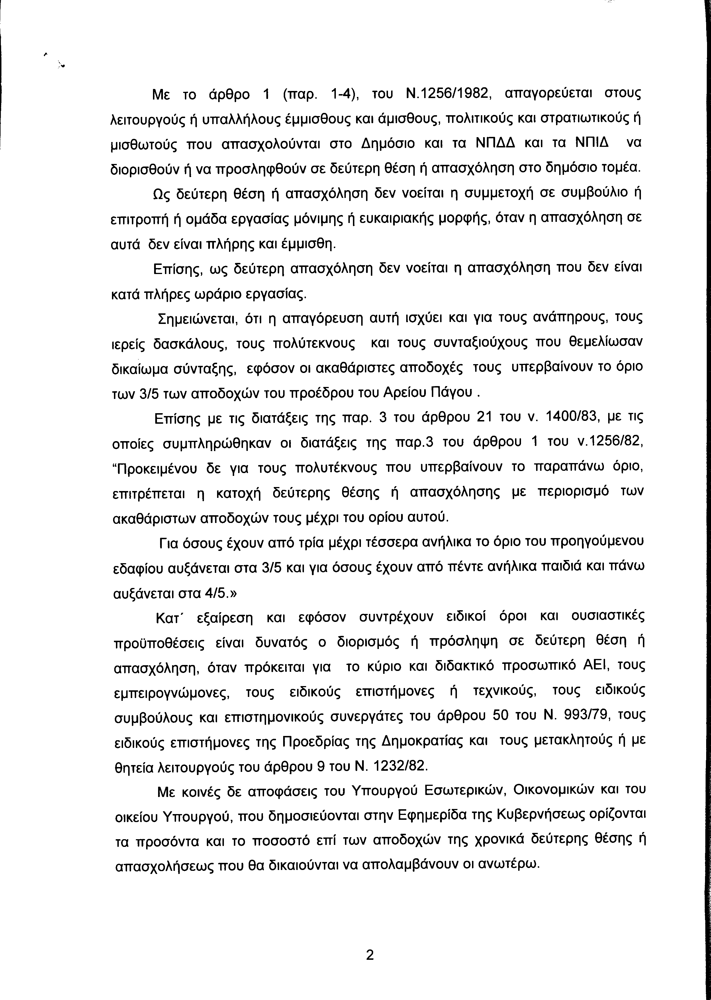 Με το άρθρο 1 (παρ. 1-4), του Ν.1256/1982, απαγορεύεται στους
λειτουργούς ή υπαλλήλους έμμισθους και άμισθους, πολιτικούς και στρατιωτικούς ή
μισθωτούς που απασχολούνται στο Δημόσιο και τα ΝΠΔΔ και τα ΝΠΙΔ να
διορισθούν ή να προσληφθούν σε δεύτερη θέση ή απασχόληση στο δημόσιο τομέα.
Ως δεύτερη θέση ή απασχόληση δεν νοείται η συμμετοχή σε συμβούλιο ή
επιτροπή ή ομάδα εργασίας μόνιμης ή ευκαιριακής μορφής, όταν η απασχόληση σε
αυτά δεν είναι πλήρης και έμμισθη.
Επίσης, ως δεύτερη απασχόληση δεν νοείται η απασχόληση που δεν είναι
κατά πλήρες ωράριο εργασίας.
Σημειώνεται, ότι η απαγόρευση αυτή ισχύει και για τους ανάπηρους, τους
ιερείς δασκάλους, τους πολύτεκνους και τους συνταξιούχους που θεμελίωσαν
δικαίωμα σύνταξης, εφόσον οι ακαθάριστες αποδοχές τους υπερβαίνουν το όριο
των 3/5 των αποδοχών του προέδρου του Αρείου Πάγου .
Επίσης με τις διατάξεις της παρ. 3 του άρθρου 21 του ν. 1400/83, με τις
οποίες συμπληρώθηκαν οι διατάξεις της παρ.3 του άρθρου 1 του ν.1256/82,
“Προκειμένου δε για τους πολυτέκνους που υπερβαίνουν το παραπάνω όριο,
επιτρέπεται η κατοχή δεύτερης θέσης ή απασχόλησης με περιορισμό των
ακαθάριστων αποδοχών τους μέχρι του ορίου αυτού.
Για όσους έχουν από τρία μέχρι τέσσερα ανήλικα το όριο του προηγούμενου
εδαφίου αυξάνεται στα 3/5 και για όσους έχουν από πέντε ανήλικα παιδιά και πάνω
αυξάνεται στα 4/5.»
Κατ΄ εξαίρεση και εφόσον συντρέχουν ειδικοί όροι και ουσιαστικές
προϋποθέσεις είναι δυνατός ο διορισμός ή πρόσληψη σε δεύτερη θέση ή
απασχόληση, όταν πρόκειται για το κύριο και διδακτικό προσωπικό ΑΕΙ, τους
εμπειρογνώμονες, τους ειδικούς επιστήμονες ή τεχνικούς, τους ειδικούς
συμβούλους και επιστημονικούς συνεργάτες του άρθρου 50 του Ν. 993/79, τους
ειδικούς επιστήμονες της Προεδρίας της Δημοκρατίας και τους μετακλητούς ή με
θητεία λειτουργούς του άρθρου 9 του Ν. 1232/82.
Με κοινές δε αποφάσεις του Υπουργού Εσωτερικών, Οικονομικών και του
οικείου Υπουργού, που δημοσιεύονται στην Εφημερίδα της Κυβερνήσεως ορίζονται
τα προσόντα και το ποσοστό επί των αποδοχών της χρονικά δεύτερης θέσης ή
απασχολήσεως που θα δικαιούνται να απολαμβάνουν οι ανωτέρω.
2